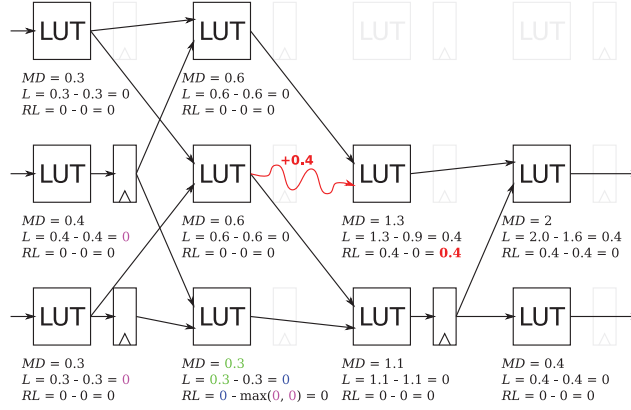 LUT LUT LUT LUT
MD = 0.3 MD = 0.6
L = 0.3 - 0.3 = 0 L = 0.6 - 0.6 = 0
RL = 0 - 0 = 0 RL = 0 - 0 = 0
+0.4
LUT LUT LUT LUT
MD = 0.4 MD = 0.6 MD = 1.3 MD = 2
L = 0.4 - 0.4 = 0 L = 0.6 - 0.6 = 0 L = 1.3 - 0.9 = 0.4 L = 2.0 - 1.6 = 0.4
RL = 0 - 0 = 0 RL = 0 - 0 = 0 RL = 0.4 - 0 = 0.4 RL = 0.4 - 0.4 = 0
LUT LUT LUT LUT
MD = 0.3 MD = 0.3 MD = 1.1 MD = 0.4
L = 0.3 - 0.3 = 0 L = 0.3 - 0.3 = 0 L = 1.1 - 1.1 = 0 L = 0.4 - 0.4 = 0
RL = 0 - 0 = 0 RL = 0 - max(0, 0) = 0 RL = 0 - 0 = 0 RL = 0 - 0 = 0